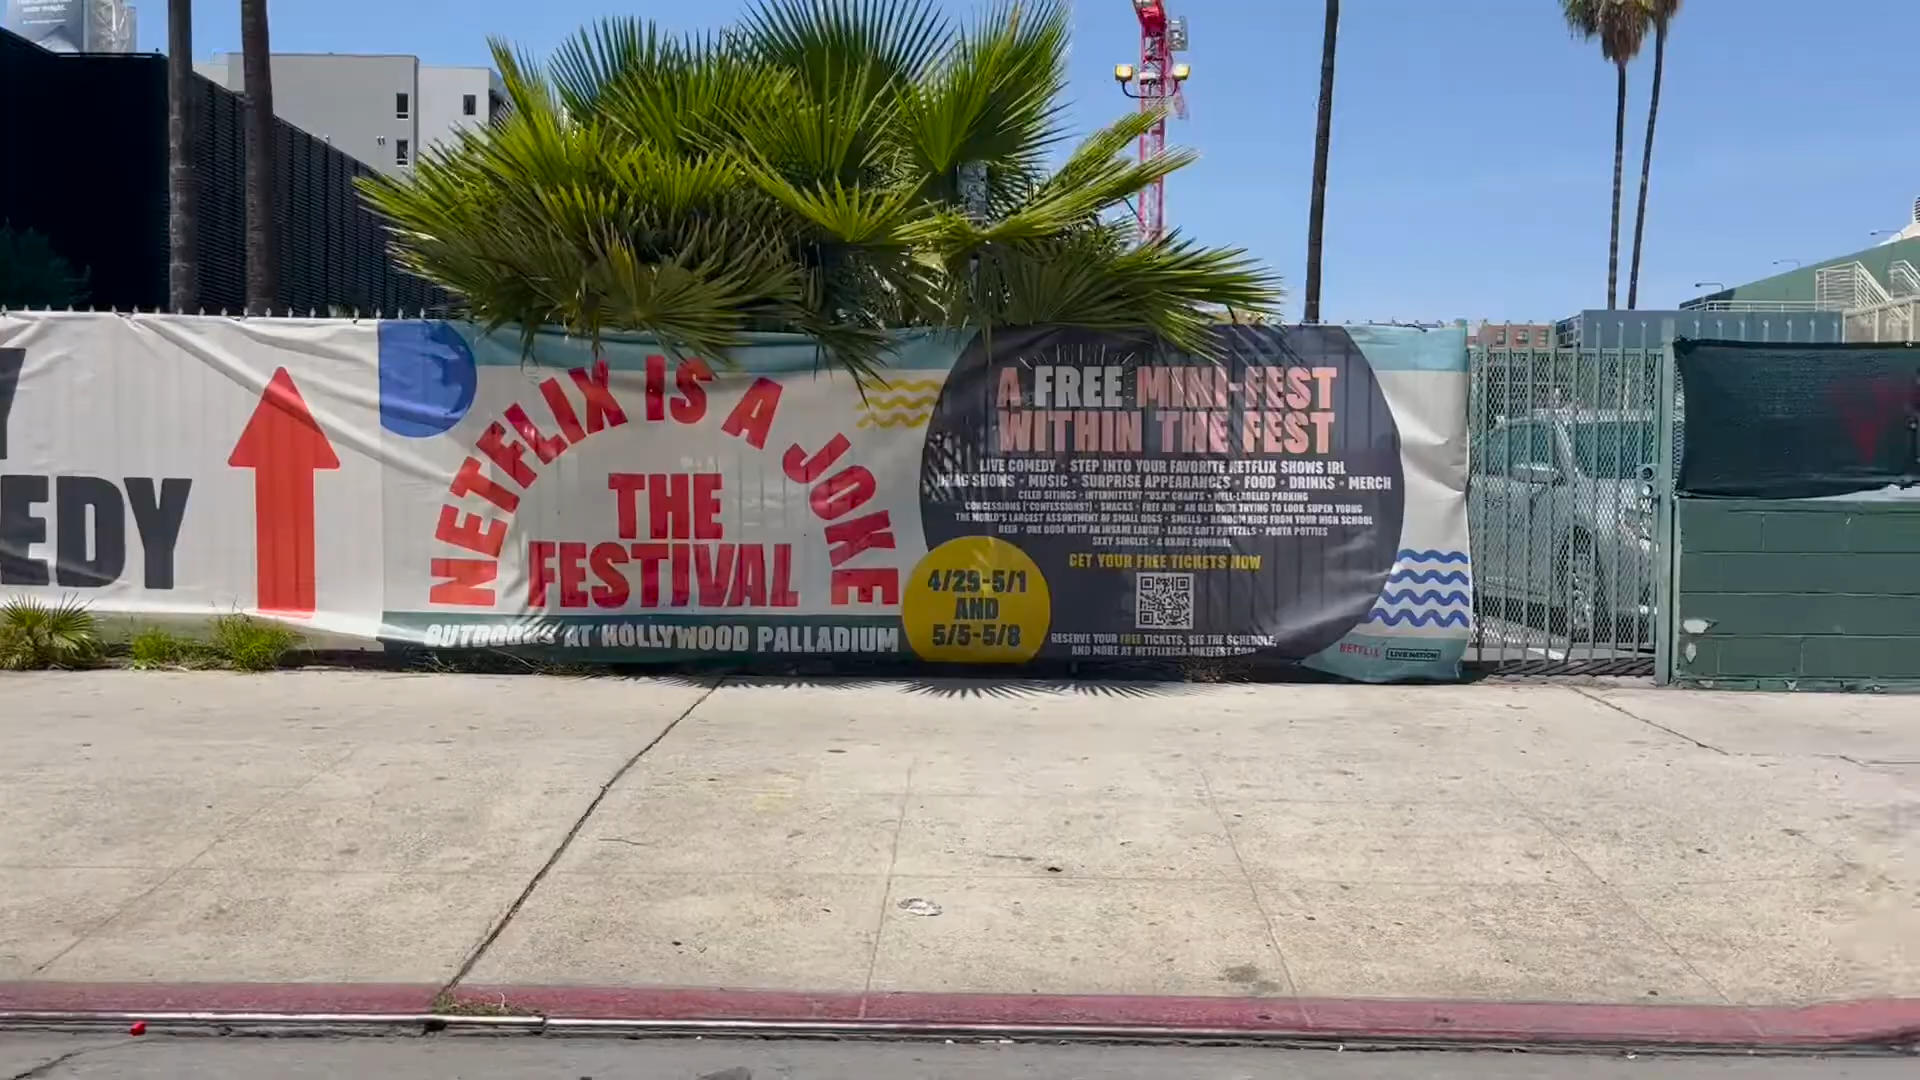 EDY
NETFLIX IS A JOKE
THE
FESTIVAL
OUTDOORS AT HOLLYWOOD PALLADIUM
4/29-5/1
AND
5/5-5/8
A FREE MINI-FEST
WITHIN THE FEST
LIVE COMEDY • STEP INTO YOUR FAVORITE NETFLIX SHOWS IRL
DRAG SHOWS • MUSIC • SURPRISE APPEARANCES • FOOD • DRINKS • MERCH
CELEB SITINGS • INTERMITTENT "USA" CHANTS • WELL-LABELED PARKING
CONCESSIONS ("CONFESSIONS?) • SNACKS • FREE AIR • AN OLD DUDE TRYING TO LOOK SUPER YOUNG
THE WORLD'S LARGEST ASSORTMENT OF SMALL DOGS • SMELLS • RANDOM KIDS FROM YOUR HIGH SCHOOL
BEER • ONE DUDE WITH AN INSANE LAUGH • LARGE SOFT PRETZELS • PORTA POTTIES
SEXY SINGLES • A BRAVE SQUIRREL
GET YOUR FREE TICKETS NOW
RESERVE YOUR FREE TICKETS, SEE THE SCHEDULE,
AND MORE AT NETFLIXISAJOKEFEST.COM
NETFLIX LIVE NATION